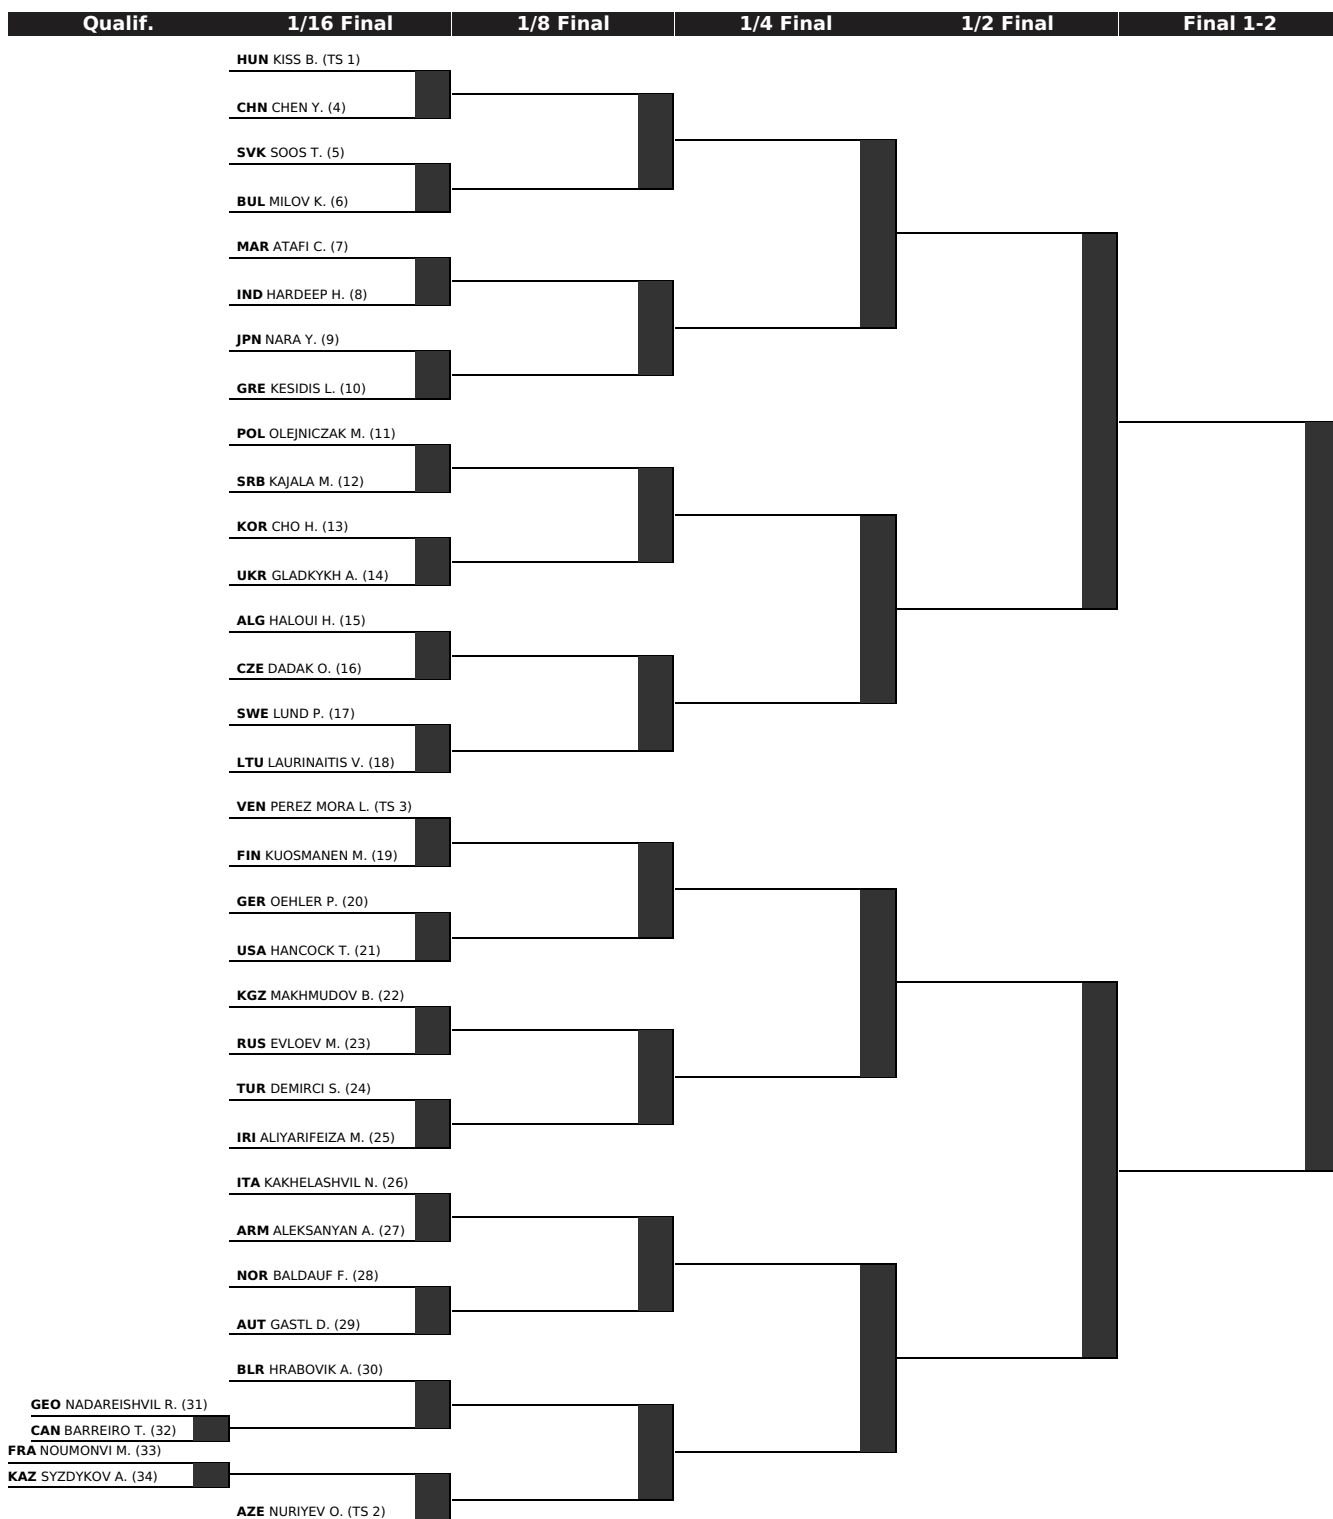 Qualif. 1/16 Final 1/8 Final 1/4 Final 1/2 Final Final 1-2
HUN KISS B. (TS 1)
CHN CHEN Y. (4)
SVK SOOS T. (5)
BUL MILOV K. (6)
MAR ATAFI C. (7)
IND HARDEEP H. (8)
JPN NARA Y. (9)
GRE KESIDIS L. (10)
POL OLEJNICZAK M. (11)
SRB KAJALA M. (12)
KOR CHO H. (13)
UKR GLADKYKH A. (14)
ALG HALOUI H. (15)
CZE DADAK O. (16)
SWE LUND P. (17)
LTU LAURINAITIS V. (18)
VEN PEREZ MORA L. (TS 3)
FIN KUOSMANEN M. (19)
GER OEHLER P. (20)
USA HANCOCK T. (21)
KGZ MAKHMUDOV B. (22)
RUS EVLOEV M. (23)
TUR DEMIRCI S. (24)
IRI ALIYARIFEIZA M. (25)
ITA KAKHELASHVIL N. (26)
ARM ALEKSANYAN A. (27)
NOR BALDAUF F. (28)
AUT GASTL D. (29)
BLR HRABOVIK A. (30)
GEO NADAREISHVIL R. (31)
CAN BARREIRO T. (32)
FRA NOUMONVI M. (33)
KAZ SYZDYKOV A. (34)
AZE NURIYEV O. (TS 2)